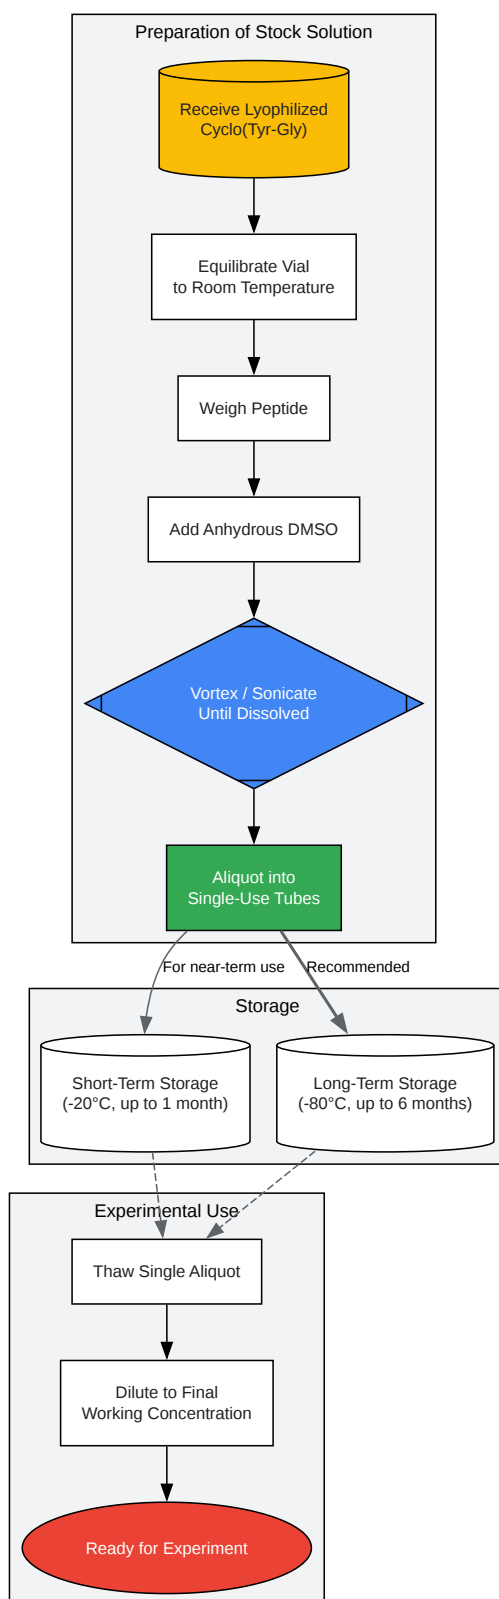 Preparation of Stock Solution
Receive Lyophilized
Cyclo(Tyr-Gly)
Equilibrate Vial
to Room Temperature
Weigh Peptide
Add Anhydrous DMSO
Vortex / Sonicate
Until Dissolved
Aliquot into
Single-Use Tubes
For near-term use
Recommended
Storage
Short-Term Storage
(-20°C, up to 1 month)
Long-Term Storage
(-80°C, up to 6 months)
Experimental Use
Thaw Single Aliquot
Dilute to Final
Working Concentration
Ready for Experiment